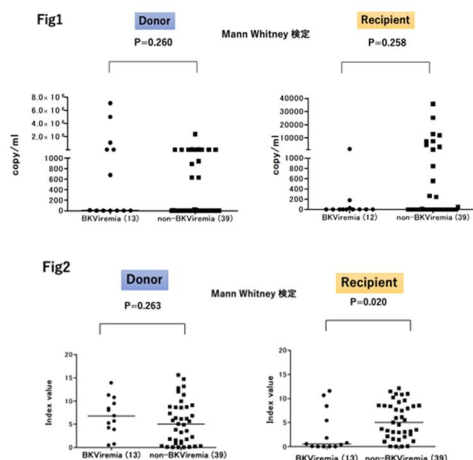 Fig1
Donor
Recipient
Mann Whitney 検定
P=0.260
P=0.258
copy/ml
8.0× 10⁶
6.0× 10⁶
4.0× 10⁶
2.0× 10⁶
1000
800
600
400
200
0
BKViremia (13) non-BKViremia (39)
copy/ml
40000
30000
20000
10000
1000
800
600
400
200
0
BKViremia (12) non-BKViremia (39)
Fig2
Donor
Recipient
Mann Whitney 検定
P=0.263
P=0.020
Index value
20
15
10
5
0
BKViremia (13) non-BKViremia (39)
Index value
20
15
10
5
0
BKViremia (13) non-BKViremia (39)